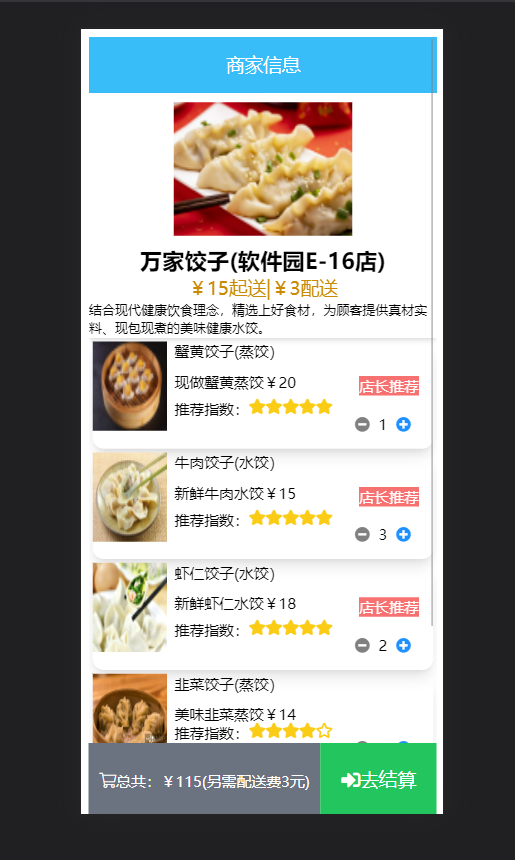 商家信息
万家饺子(软件园E-16店)
￥15起送|￥3配送
结合现代健康饮食理念，精选上好食材，为顾客提供真材实
料、现包现煮的美味健康水饺。
蟹黄饺子(蒸饺)
现做蟹黄蒸饺￥20
店长推荐
推荐指数：
1
牛肉饺子(水饺)
新鲜牛肉水饺￥15
店长推荐
推荐指数：
3
虾仁饺子(水饺)
新鲜虾仁水饺￥18
店长推荐
推荐指数：
2
韭菜饺子(蒸饺)
美味韭菜蒸饺￥14
推荐指数：
总共：￥115(另需配送费3元)
去结算